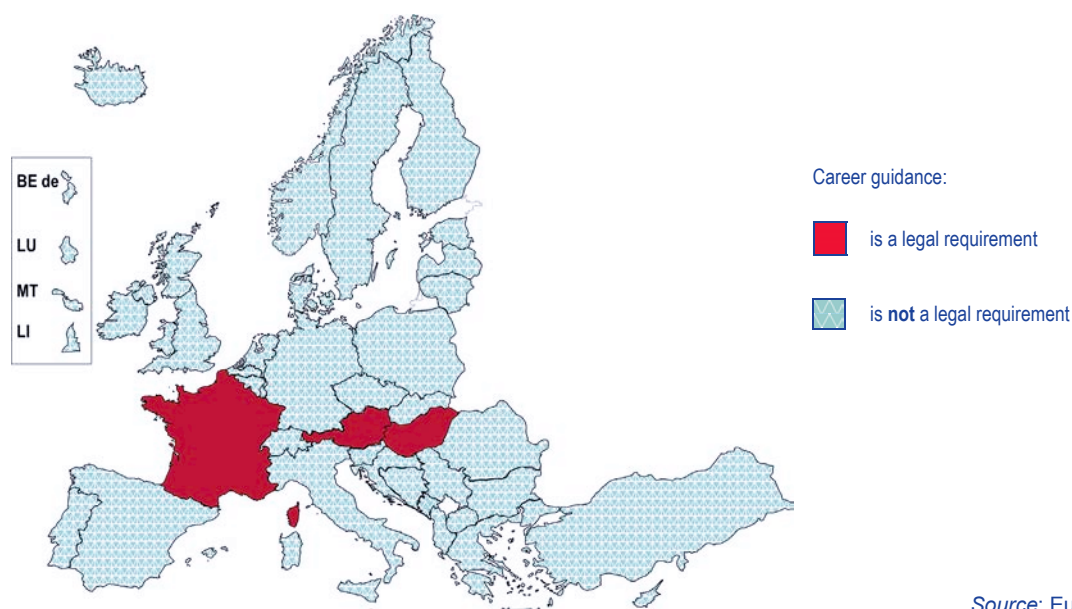 BE de
LU
MT
LI
Career guidance:
is a legal requirement
is not a legal requirement
Source: Eu